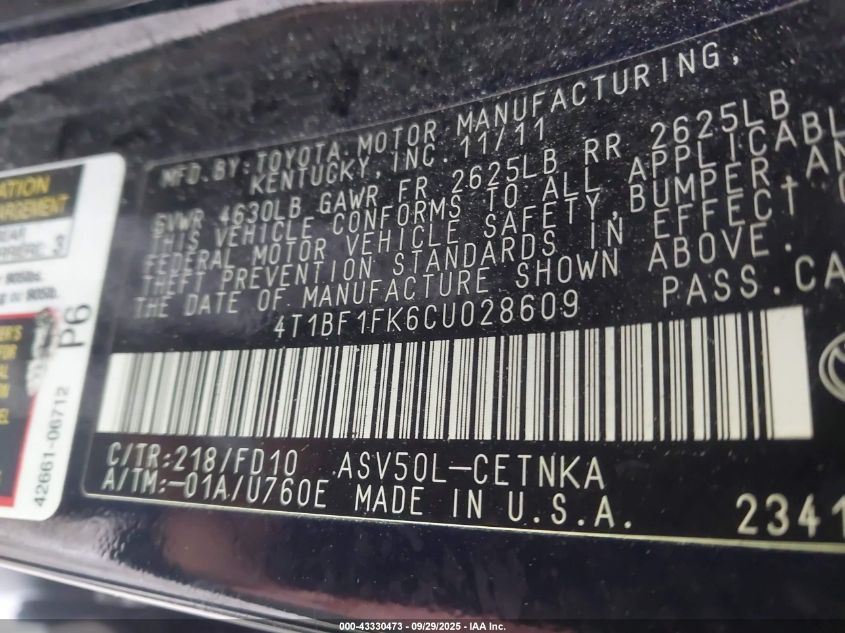 MFD. BY: TOYOTA MOTOR MANUFACTURING,
KENTUCKY, INC. 11/11
GVWR 4630LB GAWR FR 2625LB RR 2625LB
THIS VEHICLE CONFORMS TO ALL APPLICABL
FEDERAL MOTOR VEHICLE SAFETY, BUMPER, AN
THEFT PREVENTION STANDARDS IN EFFECT O
THE DATE OF MANUFACTURE SHOWN ABOVE.
4T1BF1FK6CU028609 PASS.CA
C/TR:218/FD10 ASV50L-CETNKA
A/TM:-01A/U760E MADE IN U.S.A. 2341
3
P6
42661-06712
000-43330473 - 09/29/2025 - IAA Inc.